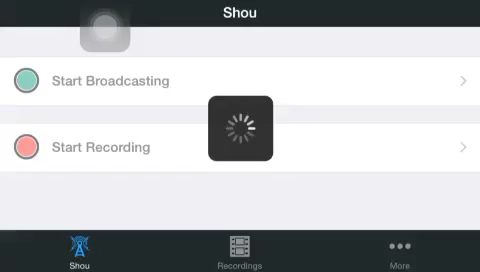 Shou
Start Broadcasting
Start Recording
Shou
Recordings
More